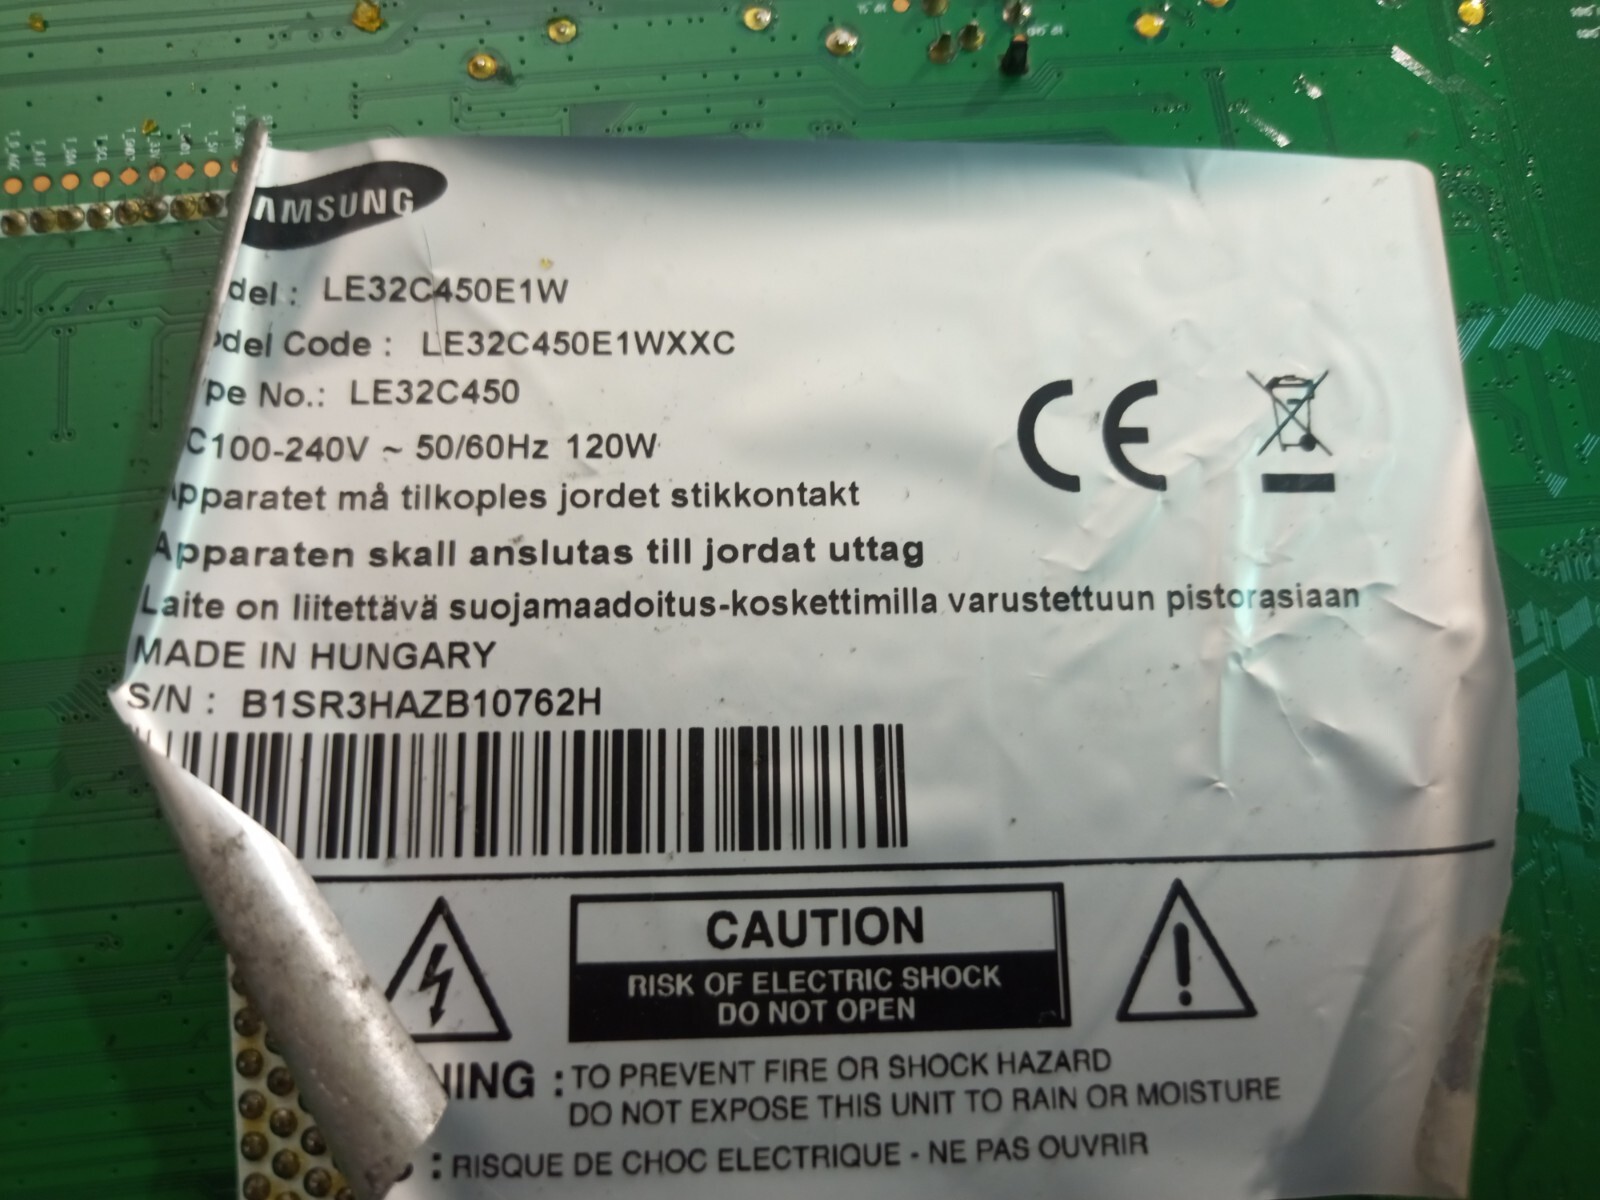 AMSUNG
del : LE32C450E1W
odel Code : LE32C450E1WXXC
pe No.: LE32C450
C100-240V ~ 50/60Hz 120W
Apparatet må tilkoples jordet stikkontakt
Apparaten skall anslutas till jordat uttag
Laite on liitettävä suojamaadoitus-koskettimilla varustettuun pistorasiaan
MADE IN HUNGARY
S/N : B1SR3HAZB10762H
CE
CAUTION
RISK OF ELECTRIC SHOCK
DO NOT OPEN
NING : TO PREVENT FIRE OR SHOCK HAZARD
DO NOT EXPOSE THIS UNIT TO RAIN OR MOISTURE
: RISQUE DE CHOC ELECTRIQUE - NE PAS OUVRIR